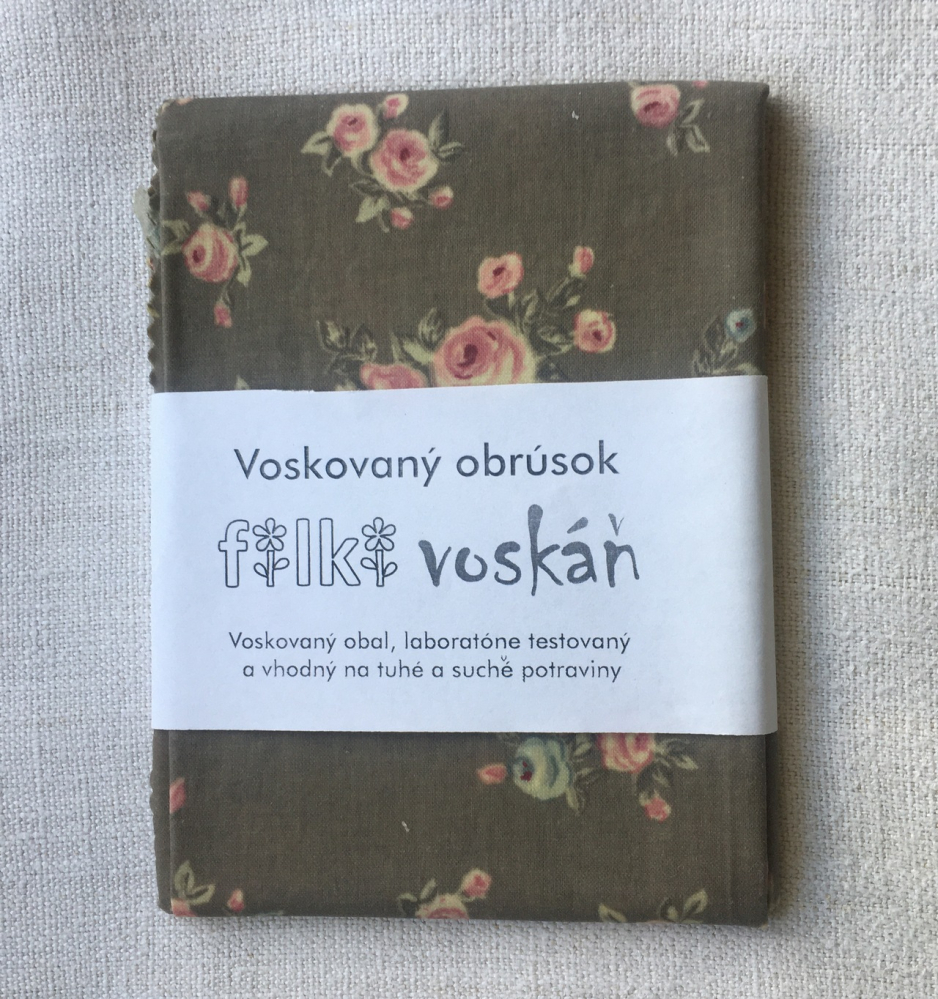 Voskovaný obrúsok
filki voskáň
Voskovaný obal, laboratóne testovaný
a vhodný na tuhé a suchě potraviny